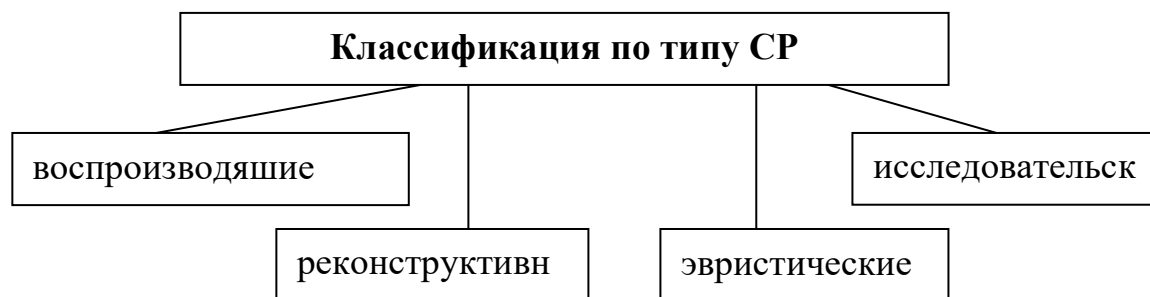 Классификация по типу СР
воспроизводяшие
исследовательск
реконструктивн
эвристические